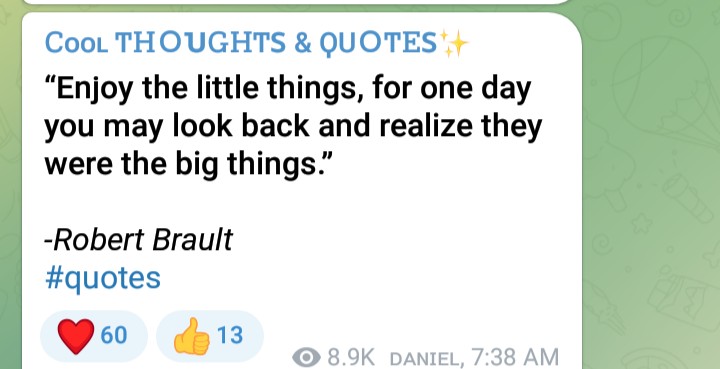 Cool THOUGHTS & QUOTES✨
“Enjoy the little things, for one day
you may look back and realize they
were the big things.”
-Robert Brault
#quotes
❤️ 60 👍 13
8.9K DANIEL, 7:38 AM